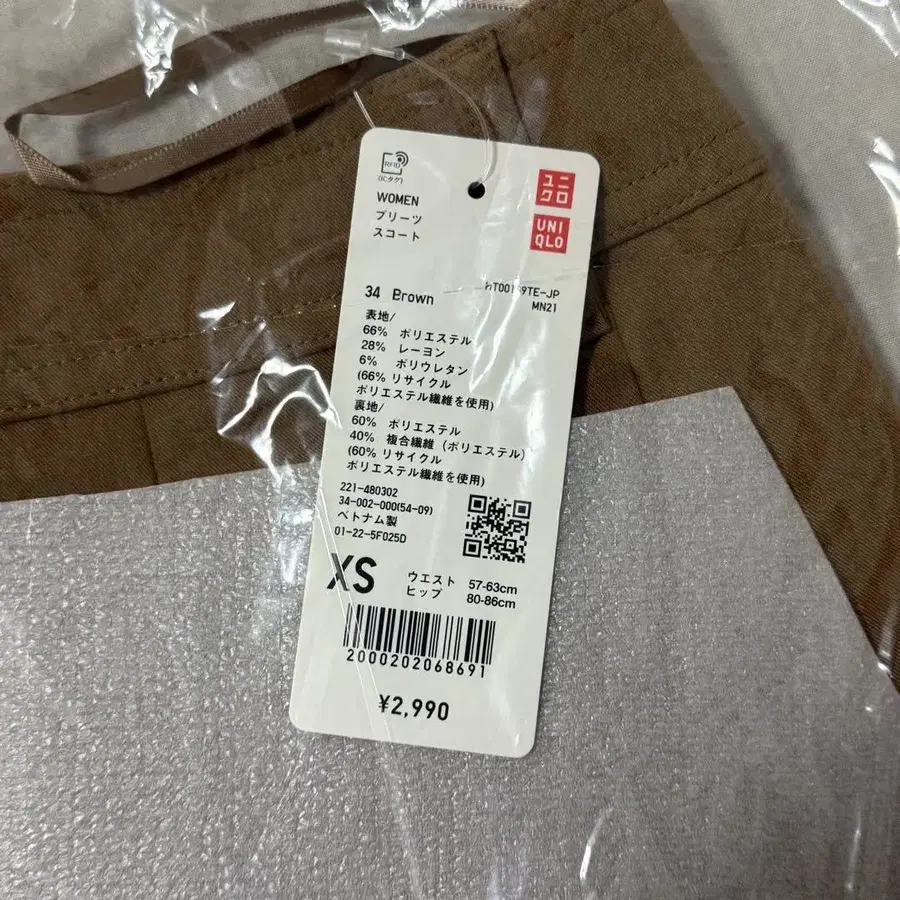 RFID
(ICタグ)
WOMEN
プリーツ
スコート
ユニ
クロ
UNI
QLO
34 Brown
MN21
表地/
66% ポリエステル
28% レーヨン
6% ポリウレタン
(66% リサイクル
ポリエステル繊維を使用)
裏地/
60% ポリエステル
40% 複合繊維 (ポリエステル)
(60% リサイクル
ポリエステル繊維を使用)
221-480302
34-002-000(54-09)
ベトナム製
01-22-5F025D
XS
ウエスト 57-63cm
ヒップ 80-86cm
2000202068691
¥2,990